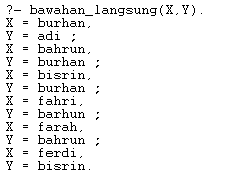 ?- bawahan_langsung(X,Y).
X = burhan,
Y = adi ;
X = bahrun,
Y = burhan ;
X = bisrin,
Y = burhan ;
X = fahri,
Y = barhun ;
X = farah,
Y = bahrun ;
X = ferdi,
Y = bisrin.